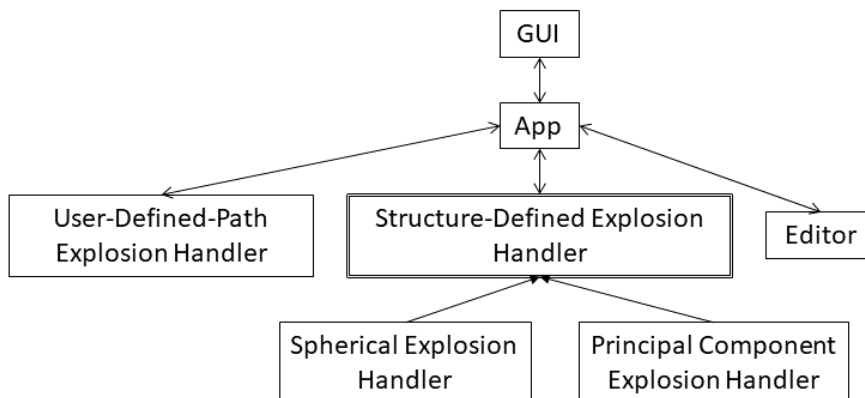 GUI
App
User-Defined-Path
Explosion Handler
Structure-Defined Explosion
Handler
Editor
Spherical Explosion
Handler
Principal Component
Explosion Handler